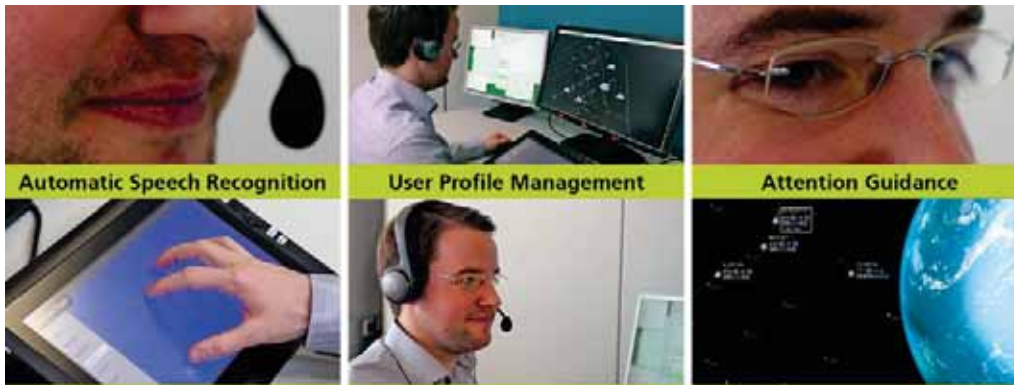 Automatic Speech Recognition
User Profile Management
Attention Guidance